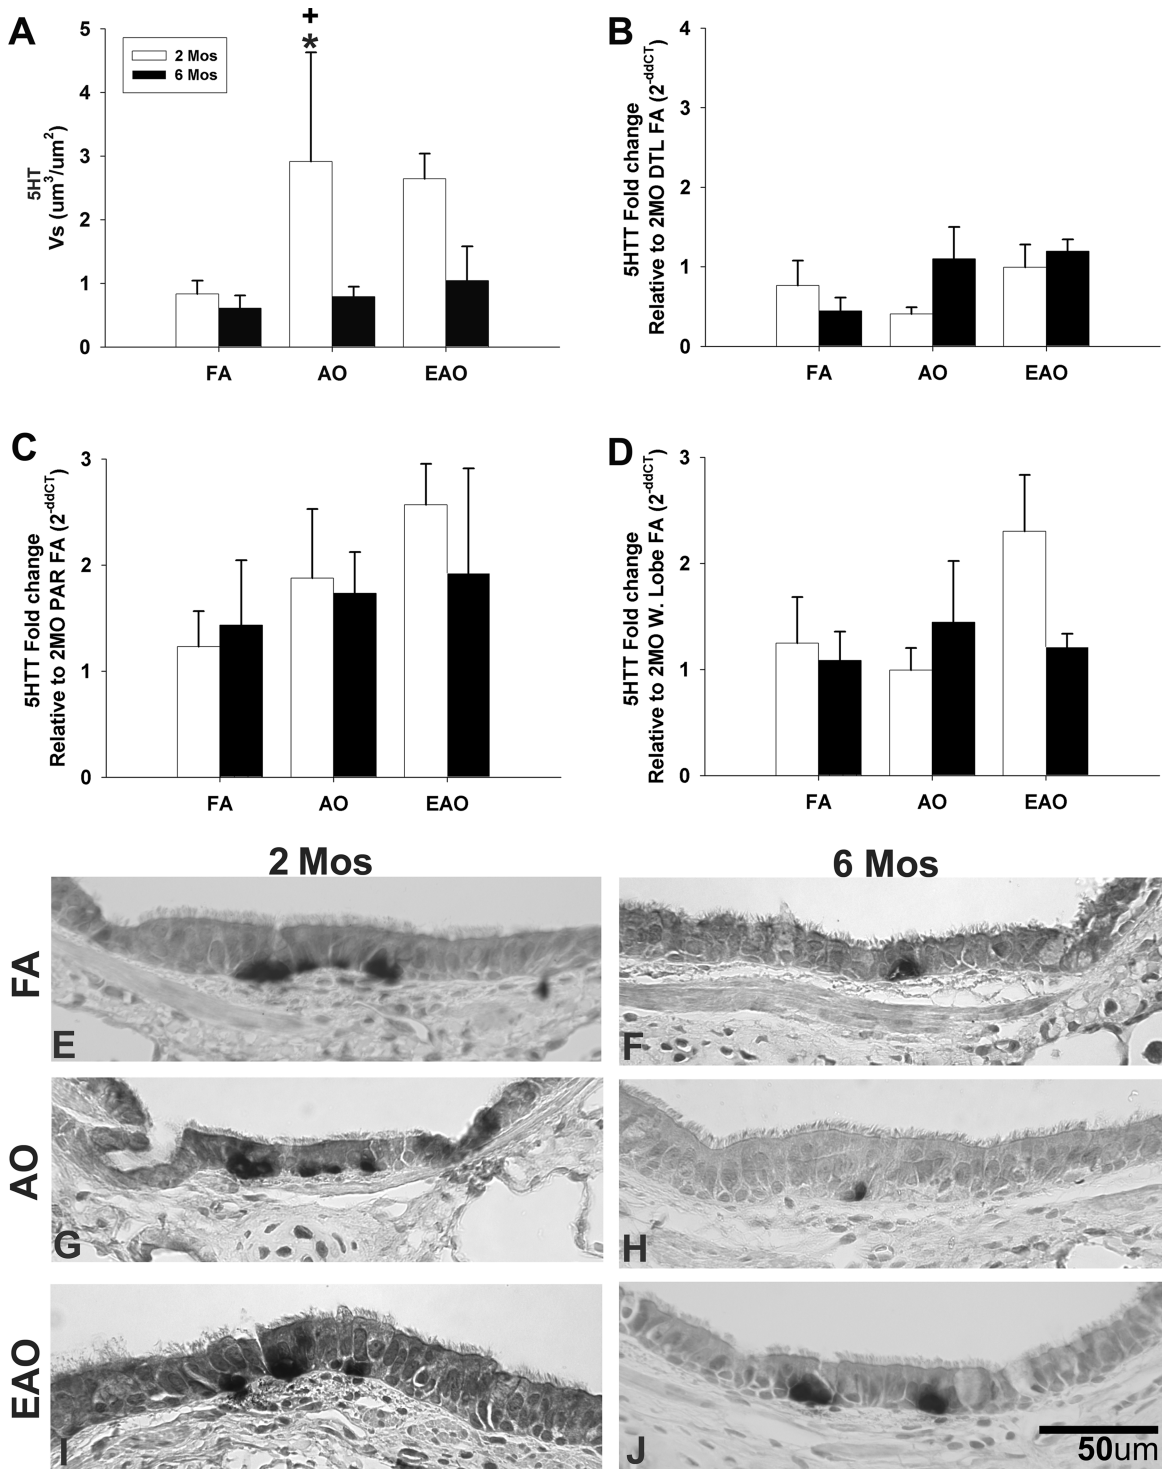 A
+
*
5
4
3
2
1
0
5HT
Vs (um³/um²)
2 Mos
6 Mos
FA AO EAO
B
4
3
2
1
0
5HTT Fold change
Relative to 2MO DTL FA (2^-ddCT)
FA AO EAO
C
3
2
1
0
5HTT Fold change
Relative to 2MO PAR FA (2^-ddCT)
FA AO EAO
D
3
2
1
0
5HTT Fold change
Relative to 2MO W. Lobe FA (2^-ddCT)
FA AO EAO
2 Mos 6 Mos
FA
E F
AO
G H
EAO
I J
50um